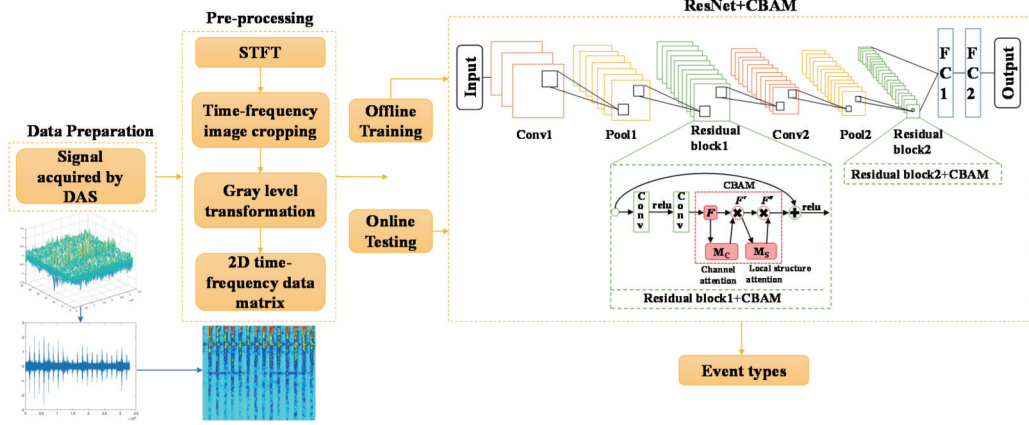 Pre-processing
STFT
Time-frequency
image cropping
Gray level
transformation
2D time-
frequency data
matrix
Data Preparation
Signal
acquired by
DAS
Offline
Training
Online
Testing
ResNet+CBAM
Input
Conv1
Pool1
Residual
block1
Conv2
Pool2
Residual
block2
FC1
FC2
Output
Residual block2+CBAM
CBAM
Conv
relu
Conv
F
F'
F''
relu
M_C
M_S
Channel
attention
Local structure
attention
Residual block1+CBAM
Event types